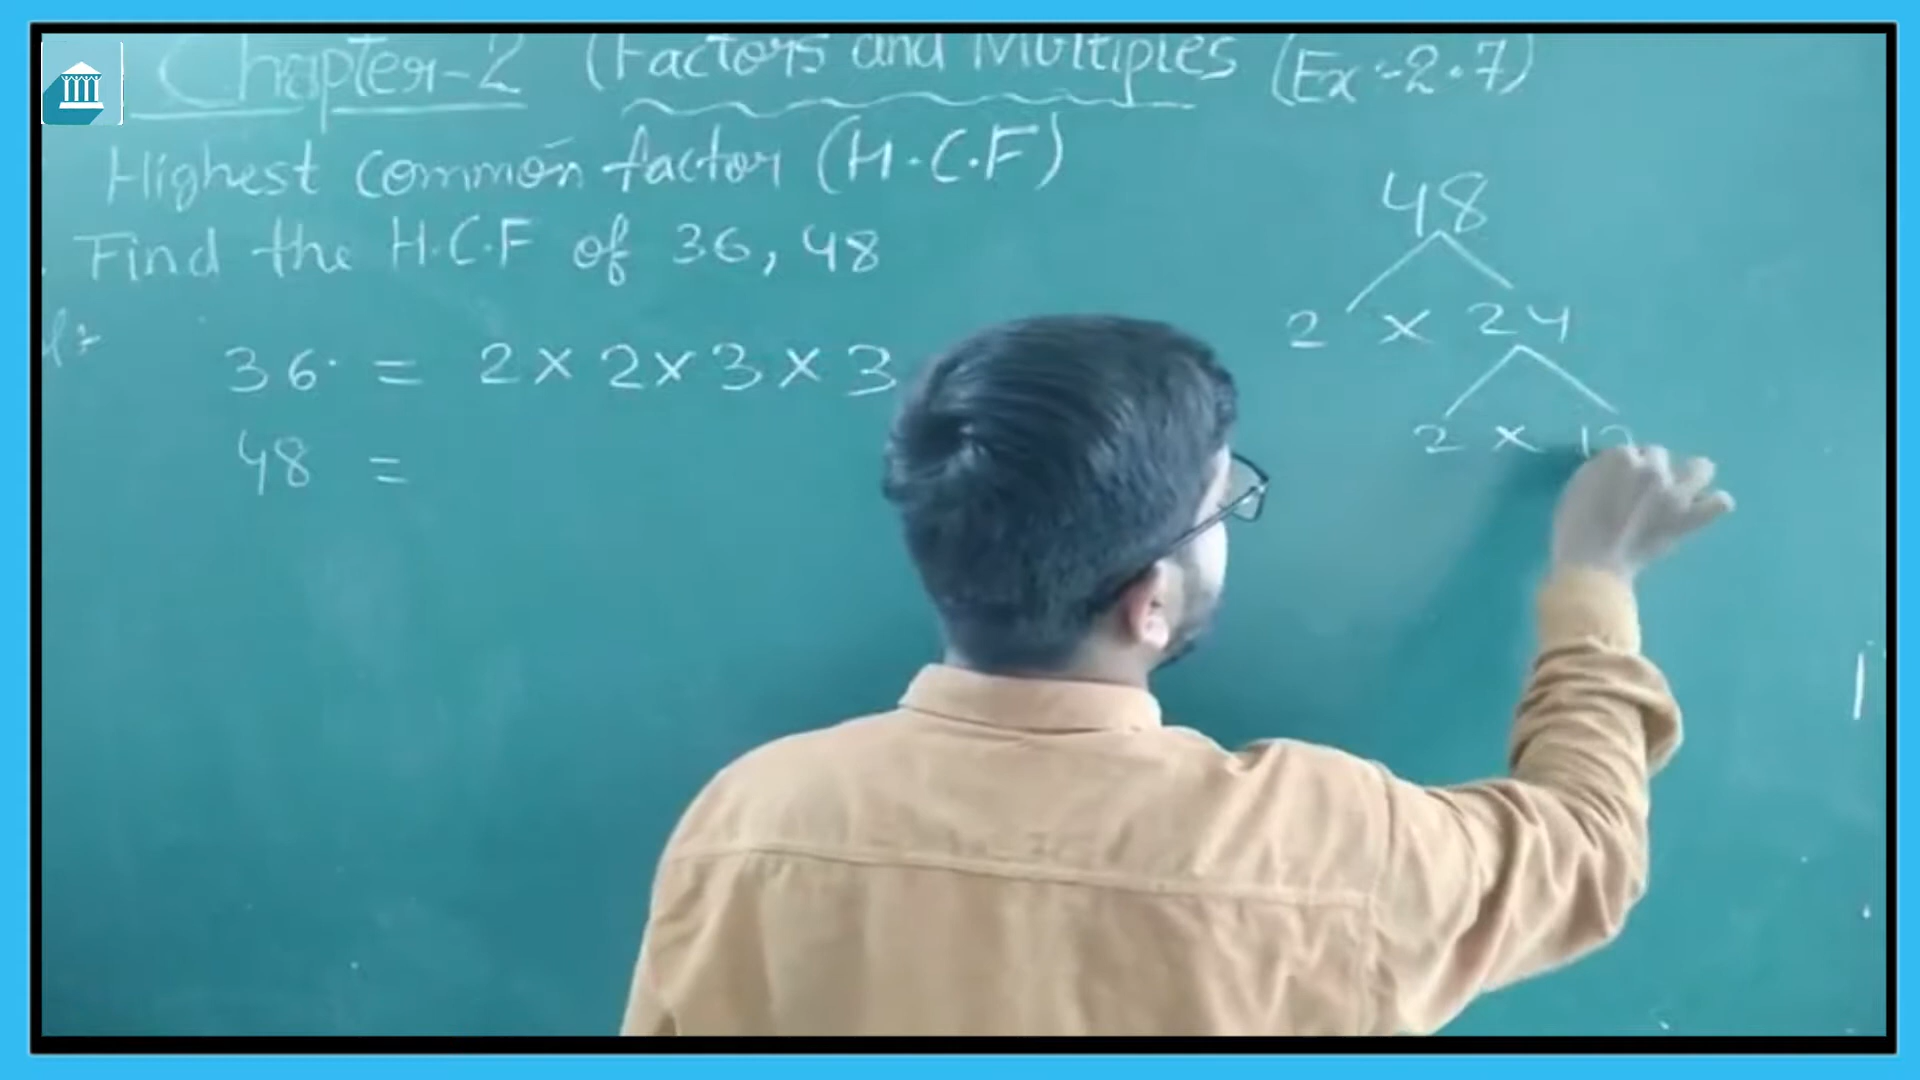 Chapter-2 (Factors and Multiples (Ex:-2.7)
Highest common factor (H.C.F)
Find the H.C.F of 36, 48
36 = 2 × 2 × 3 × 3
48 =
48
2 × 24
2 × 12